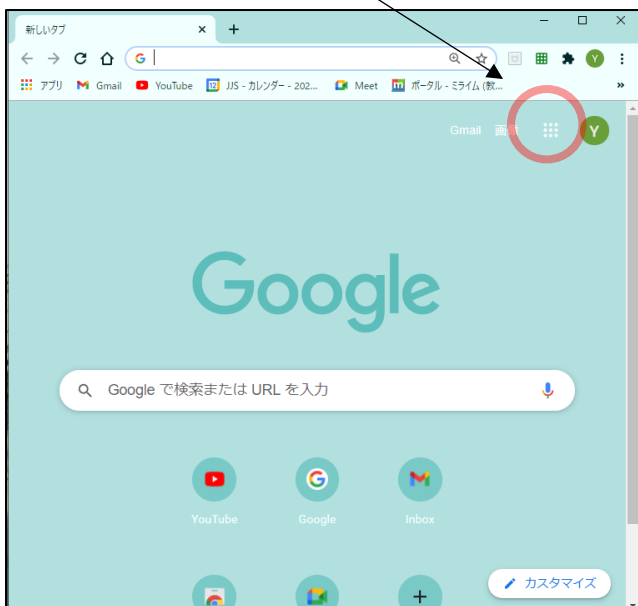 新しいタブ
アプリ Gmail YouTube JJS - カレンダー - 202... Meet ポータル - ミライム (教...
Gmail 画像 Y
Google
Google で検索または URL を入力
YouTube Google Inbox
カスタマイズ